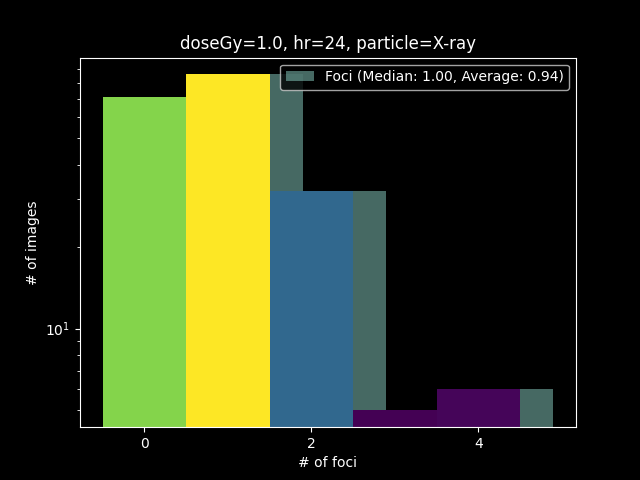 doseGy=1.0, hr=24, particle=X-ray
Foci (Median: 1.00, Average: 0.94)
# of images
10¹
0 2 4
# of foci